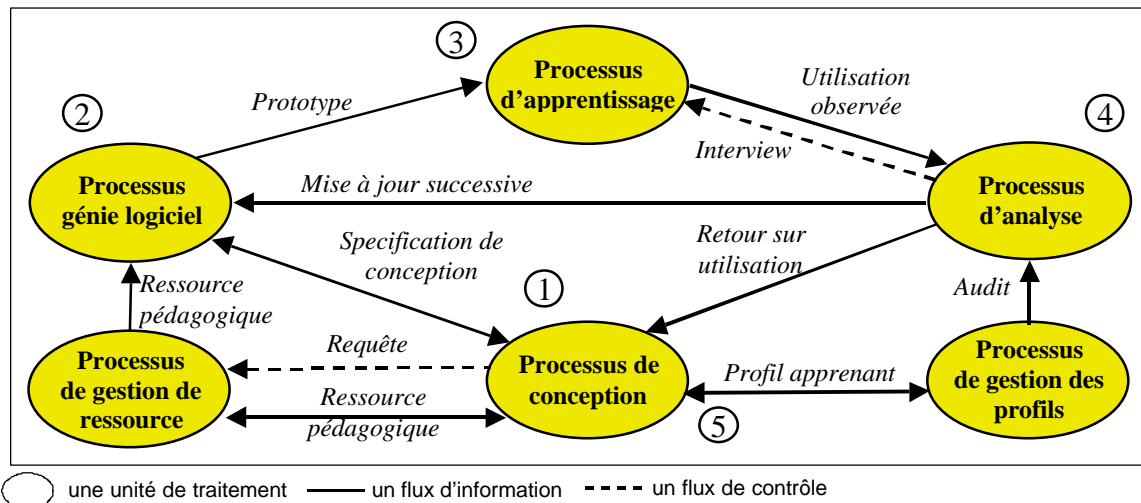 3
Processus
d'apprentissage
Utilisation
observée
4
Prototype
2
Interview
Processus
génie logiciel
Mise à jour successive
Processus
d'analyse
Specification de
conception
Retour sur
utilisation
Ressource
pédagogique
1
Audit
Processus
de gestion de
ressource
Requête
Processus de
conception
Profil apprenant
Processus
de gestion des
profils
Ressource
pédagogique
5
une unité de traitement
un flux d'information
un flux de contrôle